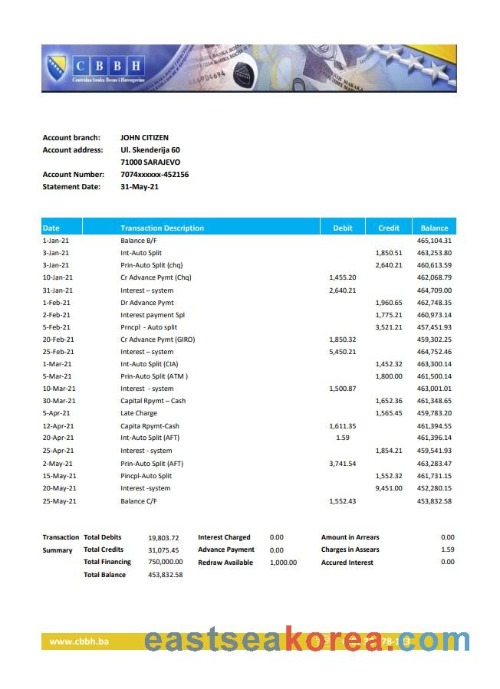 C B B H
Centralna banka Bosne i Hercegovine
Account branch: JOHN CITIZEN
Account address: Ul. Skenderija 60
71000 SARAJEVO
Account Number: 7074xxxxxx-452156
Statement Date: 31-May-21
Date Transaction Description Debit Credit Balance
1-Jan-21 Balance B/F 465,104.31
3-Jan-21 Int-Auto Split 1,850.51 463,253.80
3-Jan-21 Prin-Auto Split (chq) 2,640.21 460,613.59
10-Jan-21 Cr Advance Pymt (Chq) 1,455.20 462,068.79
31-Jan-21 Interest – system 2,640.21 464,709.00
1-Feb-21 Dr Advance Pymt 1,960.65 462,748.35
2-Feb-21 Interest payment Spl 1,775.21 460,973.14
5-Feb-21 Prncpl - Auto split 3,521.21 457,451.93
20-Feb-21 Cr Advance Pymt (GIRO) 1,850.32 459,302.25
25-Feb-21 Interest – system 5,450.21 464,752.46
1-Mar-21 Int-Auto Split (CIA) 1,452.32 463,300.14
5-Mar-21 Prin-Auto Split (ATM ) 1,800.00 461,500.14
10-Mar-21 Interest - system 1,500.87 463,001.01
30-Mar-21 Capital Rpymt – Cash 1,652.36 461,348.65
5-Apr-21 Late Charge 1,565.45 459,783.20
12-Apr-21 Capita Rpymt-Cash 1,611.35 461,394.55
20-Apr-21 Int-Auto Split (AFT) 1.59 461,396.14
25-Apr-21 Interest - system 1,854.21 459,541.93
2-May-21 Prin-Auto Split (AFT) 3,741.54 463,283.47
15-May-21 Pincpl-Auto Split 1,552.32 461,731.15
20-May-21 Interest -system 9,451.00 452,280.15
25-May-21 Balance C/F 1,552.43 453,832.58
Transaction Total Debits 19,803.72 Interest Charged 0.00 Amount in Arrears 0.00
Summary Total Credits 31,075.45 Advance Payment 0.00 Charges in Assears 1.59
Total Financing 750,000.00 Redraw Available 1,000.00 Accured Interest 0.00
Total Balance 453,832.58
www.cbbh.ba
eastseakorea.com